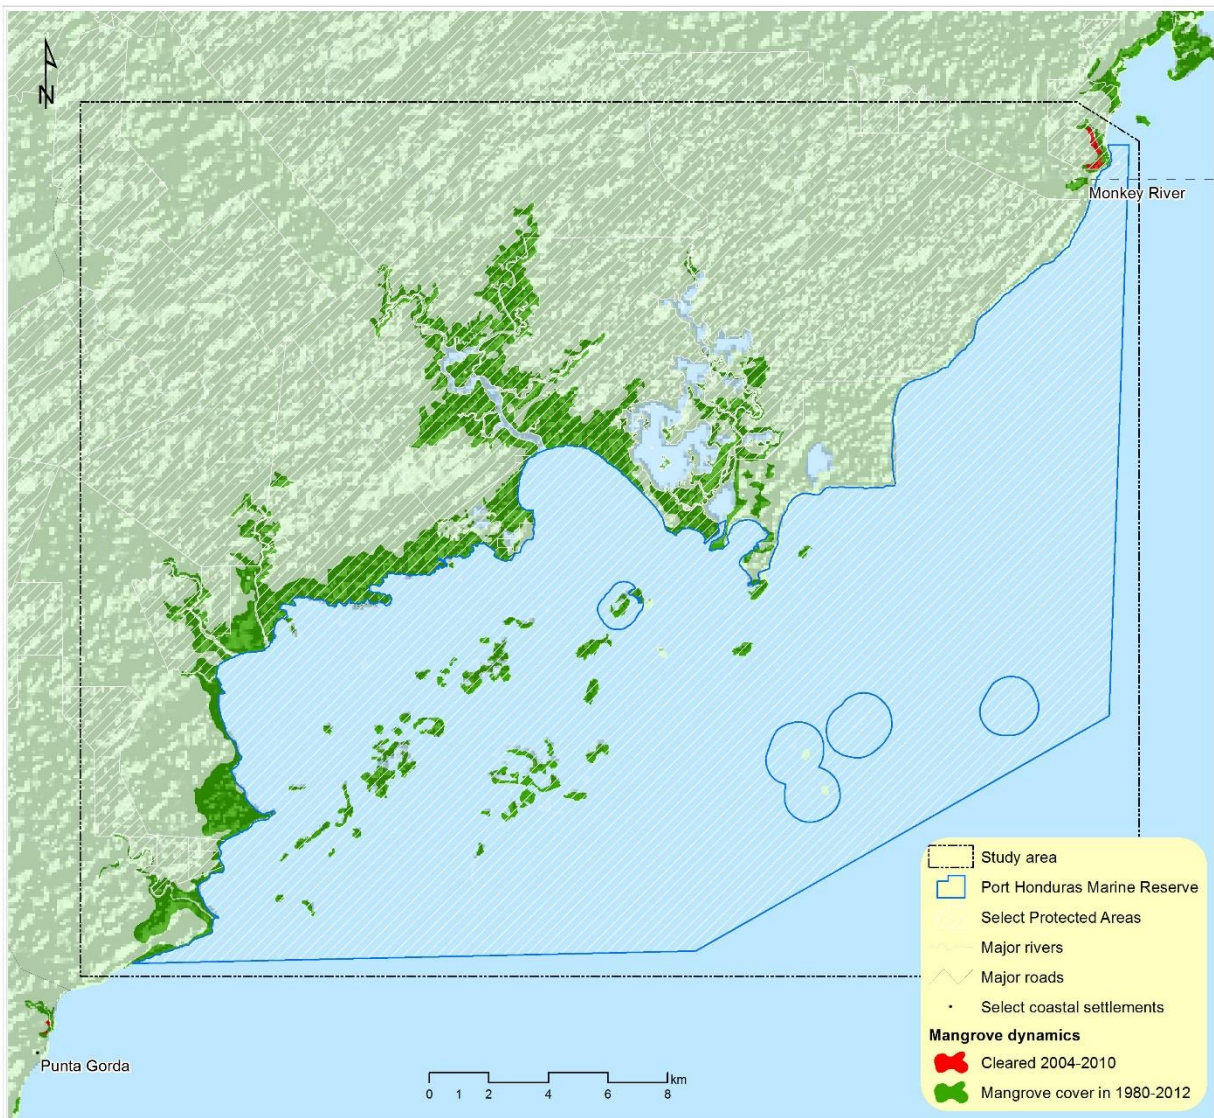 N
Monkey River
Study area
Port Honduras Marine Reserve
Select Protected Areas
Major rivers
Major roads
Select coastal settlements
Mangrove dynamics
Cleared 2004-2010
Mangrove cover in 1980-2012
Punta Gorda
km
0 1 2 4 6 8